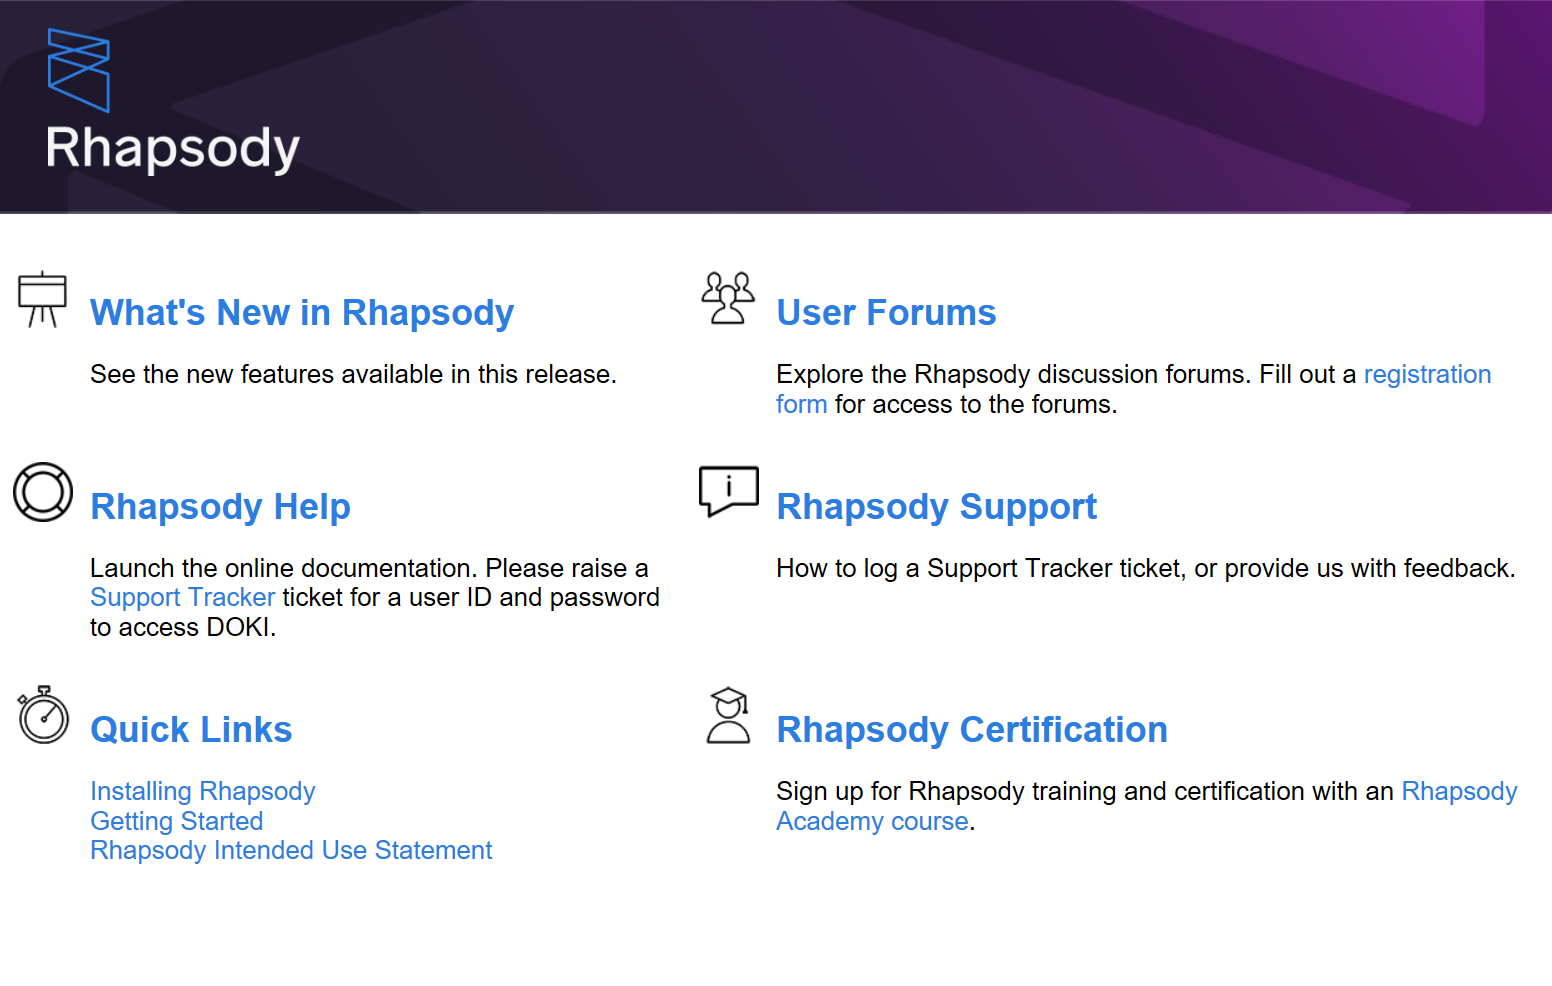 Rhapsody
What's New in Rhapsody
See the new features available in this release.
User Forums
Explore the Rhapsody discussion forums. Fill out a registration
form for access to the forums.
Rhapsody Help
Launch the online documentation. Please raise a
Support Tracker ticket for a user ID and password
to access DOKI.
Rhapsody Support
How to log a Support Tracker ticket, or provide us with feedback.
Quick Links
Installing Rhapsody
Getting Started
Rhapsody Intended Use Statement
Rhapsody Certification
Sign up for Rhapsody training and certification with an Rhapsody
Academy course.